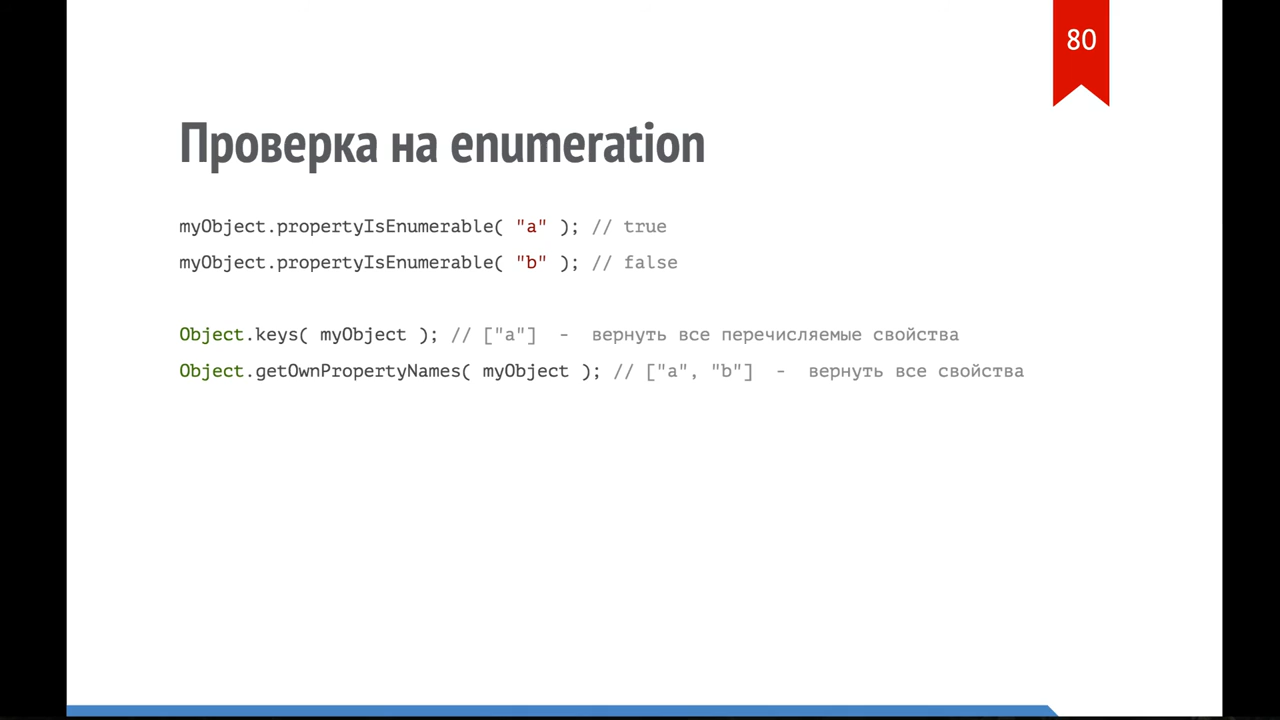 80
Проверка на enumeration
myObject.propertyIsEnumerable( "a" ); // true
myObject.propertyIsEnumerable( "b" ); // false
Object.keys( myObject ); // ["a"]  -  вернуть все перечисляемые свойства
Object.getOwnPropertyNames( myObject ); // ["a", "b"]  -  вернуть все свойства